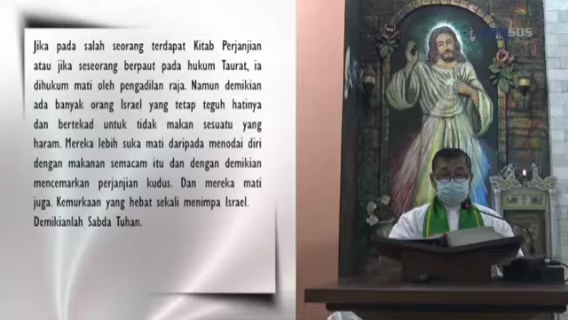 Jika pada salah seorang terdapat Kitab Perjanjian
atau jika seseorang berpaut pada hukum Taurat, ia
dihukum mati oleh pengadilan raja. Namun demikian
ada banyak orang Israel yang tetap teguh hatinya
dan bertekad untuk tidak makan sesuatu yang
haram. Mereka lebih suka mati daripada menodai diri
dengan makanan semacam itu dan dengan demikian
mencemarkan perjanjian kudus. Dan mereka mati
juga. Kemurkaan yang hebat sekali menimpa Israel.
Demikianlah Sabda Tuhan.